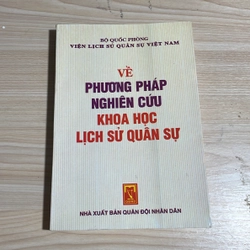 BỘ QUỐC PHÒNG
VIỆN LỊCH SỬ QUÂN SỰ VIỆT NAM
VỀ
PHƯƠNG PHÁP
NGHIÊN CỨU
KHOA HỌC
LỊCH SỬ QUÂN SỰ
NHÀ XUẤT BẢN QUÂN ĐỘI NHÂN DÂN